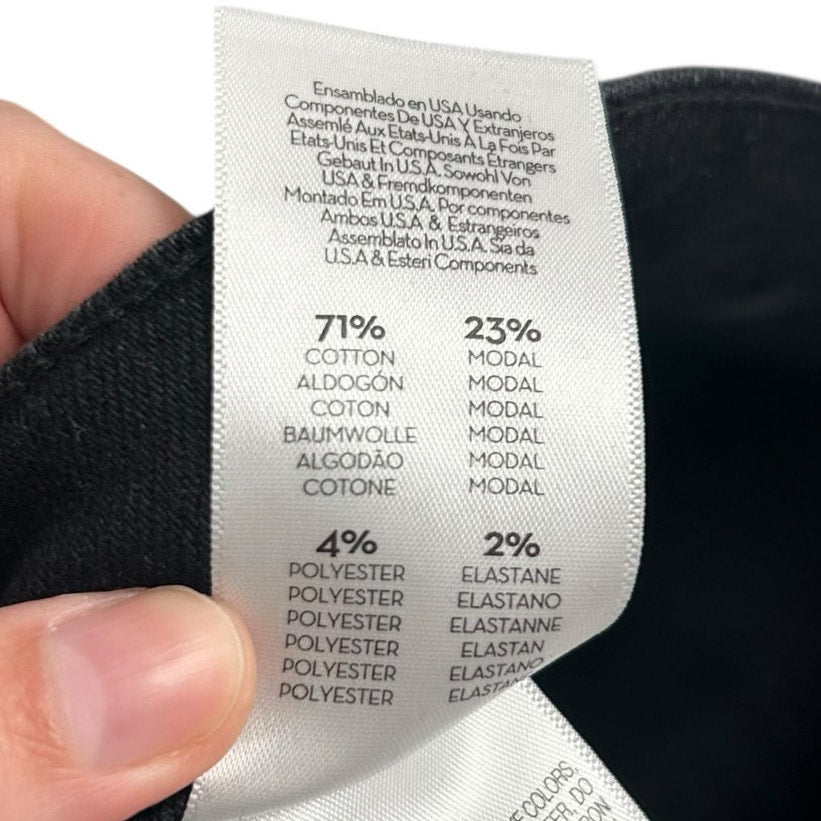 Ensamblado en USA Usando
Componentes De USA Y Extranjeros
Assemlé Aux Etats-Unis À La Fois Par
Etats-Unis Et Composants Etrangers
Gebaut In U.S.A. Sowohl Von
USA & Fremdkomponenten
Montado Em U.S.A. Por componentes
Ambos U.S.A & Estrangeiros
Assemblato In U.S.A. Sia da
U.S.A & Esteri Components
71% 23%
COTTON MODAL
ALDOGÓN MODAL
COTON MODAL
BAUMWOLLE MODAL
ALGODÃO MODAL
COTONE MODAL
4% 2%
POLYESTER ELASTANE
POLYESTER ELASTANO
POLYESTER ELASTANNE
POLYESTER ELASTAN
POLYESTER ELASTANO
POLYESTER
COLORS
DO